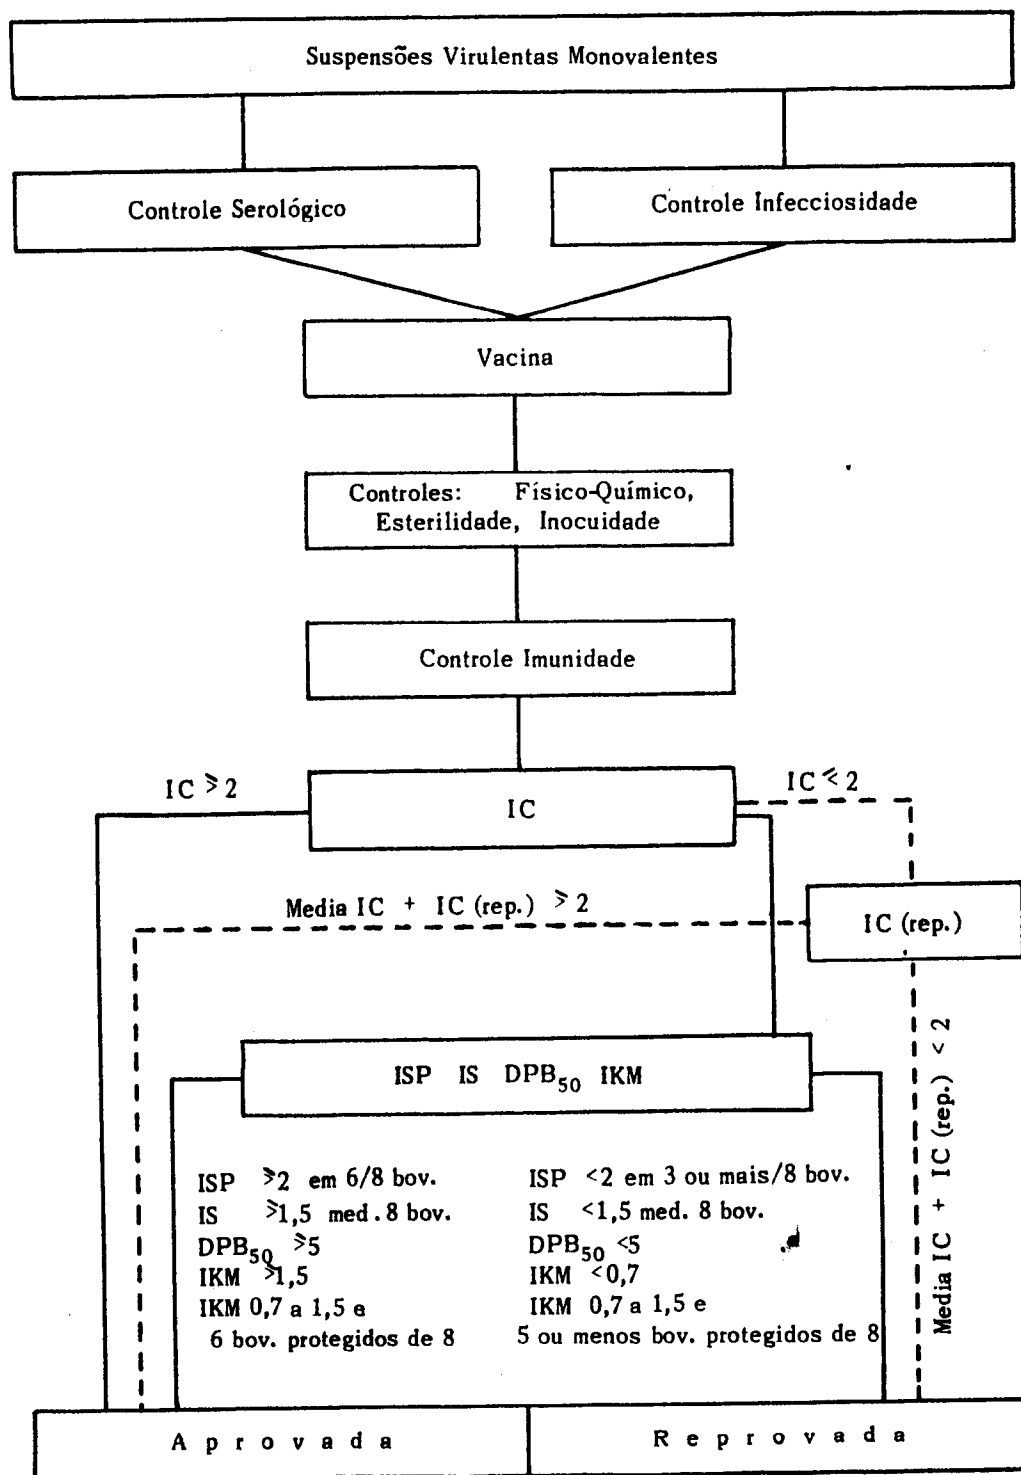 Suspensões Virulentas Monovalentes
Controle Serológico
Controle Infecciosidade
Vacina
Controles: Físico-Químico,
Esterilidade, Inocuidade
Controle Imunidade
IC ⩾ 2
IC
IC ⩽ 2
Media IC + IC (rep.) ⩾ 2
IC (rep.)
Media IC + IC (rep.) < 2
ISP IS DPB50 IKM
ISP ⩾2 em 6/8 bov.
IS ⩾1,5 med. 8 bov.
DPB50 ⩾5
IKM ⩾1,5
IKM 0,7 a 1,5 e
6 bov. protegidos de 8
ISP <2 em 3 ou mais/8 bov.
IS <1,5 med. 8 bov.
DPB50 <5
IKM <0,7
IKM 0,7 a 1,5 e
5 ou menos bov. protegidos de 8
Aprovada
Reprovada